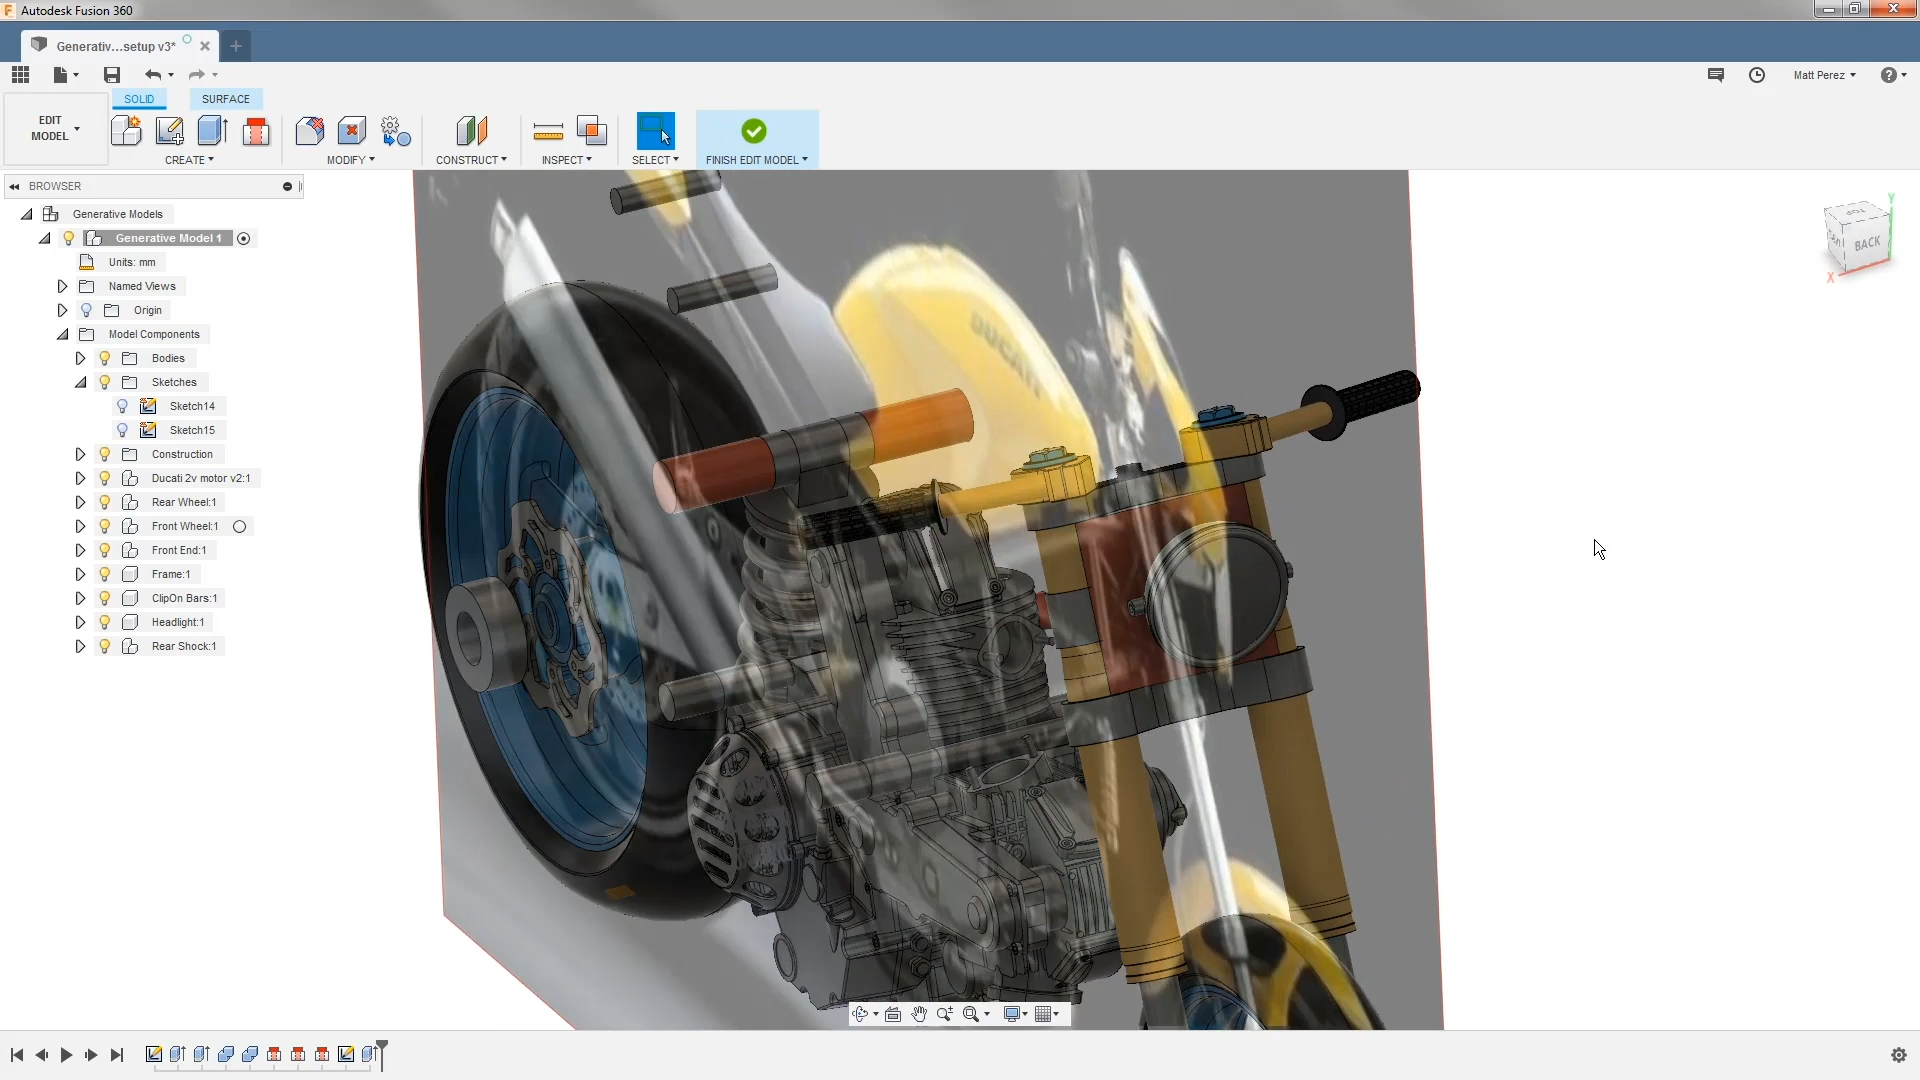 Autodesk Fusion 360
Generativ...setup v3*
Matt Perez
SOLID
SURFACE
EDIT
MODEL
CREATE
MODIFY
CONSTRUCT
INSPECT
SELECT
FINISH EDIT MODEL
BROWSER
Generative Models
Generative Model 1
Units: mm
Named Views
Origin
Model Components
Bodies
Sketches
Sketch14
Sketch15
Construction
Ducati 2v motor v2:1
Rear Wheel:1
Front Wheel:1
Front End:1
Frame:1
ClipOn Bars:1
Headlight:1
Rear Shock:1
DUCATI
TOP
BACK
Y
X